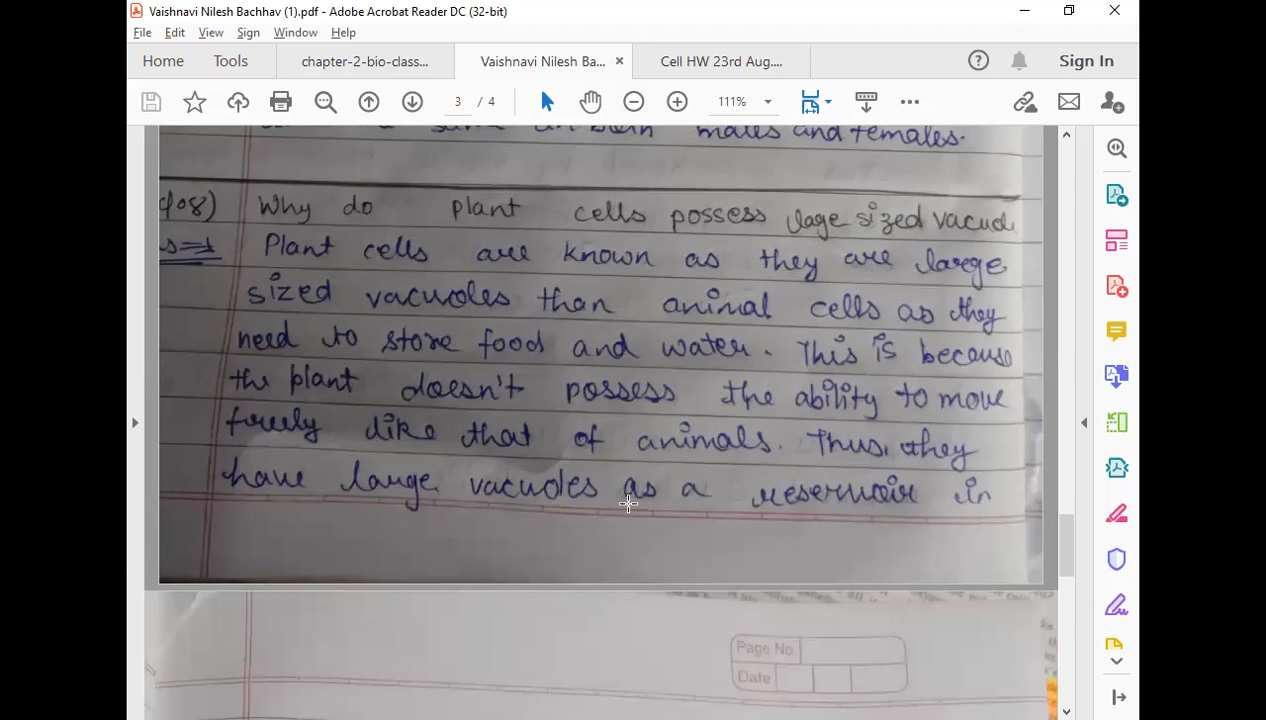 Vaishnavi Nilesh Bachhav (1).pdf - Adobe Acrobat Reader DC (32-bit)
File Edit View Sign Window Help
Home Tools chapter-2-bio-class... Vaishnavi Nilesh Ba... × Cell HW 23rd Aug.... Sign In
3 / 4 111%
males and females.
Why do plant cells possess lage sized vacuo
Plant cells are known as they are large
sized vacuoles than animal cells as they
need to store food and water. This is because
the plant doesn't possess the ability to move
freely like that of animals. Thus, they
have large vacuoles as a reservoir in
Page No.
Date